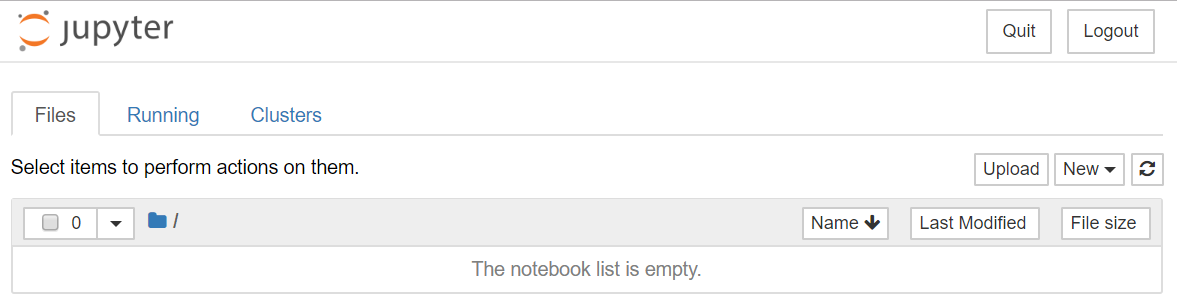 jupyter Quit Logout
Files Running Clusters
Select items to perform actions on them. Upload New
0 / Name Last Modified File size
The notebook list is empty.